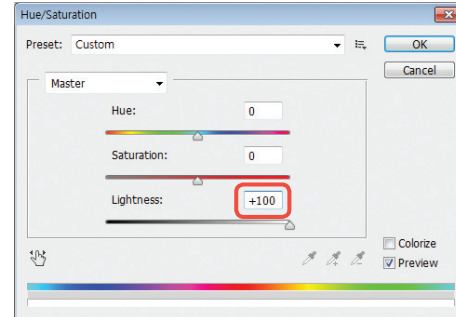 Hue/Saturation
Preset: Custom
OK
Cancel
Master
Hue: 0
Saturation: 0
Lightness: +100
Colorize
Preview